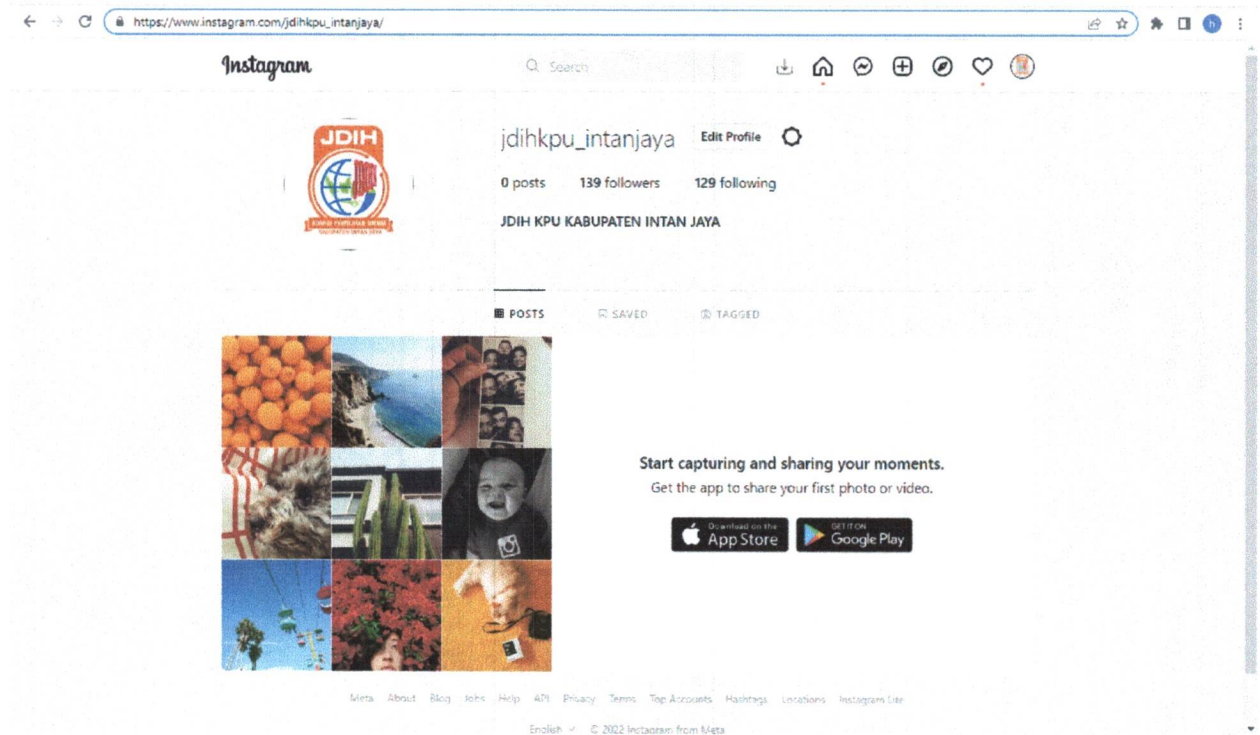 https://www.instagram.com/jdihkpu_intanjaya/
h
Instagram
Search
jdihkpu_intanjaya Edit Profile
0 posts 139 followers 129 following
JDIH KPU KABUPATEN INTAN JAYA
JDIH
KABUPATEN INTAN JAYA
POSTS SAVED TAGGED
Start capturing and sharing your moments.
Get the app to share your first photo or video.
Download on the App Store
GET IT ON Google Play
Meta About Blog Jobs Help API Privacy Terms Top Accounts Hashtags Locations Instagram Lite
English © 2022 Instagram from Meta